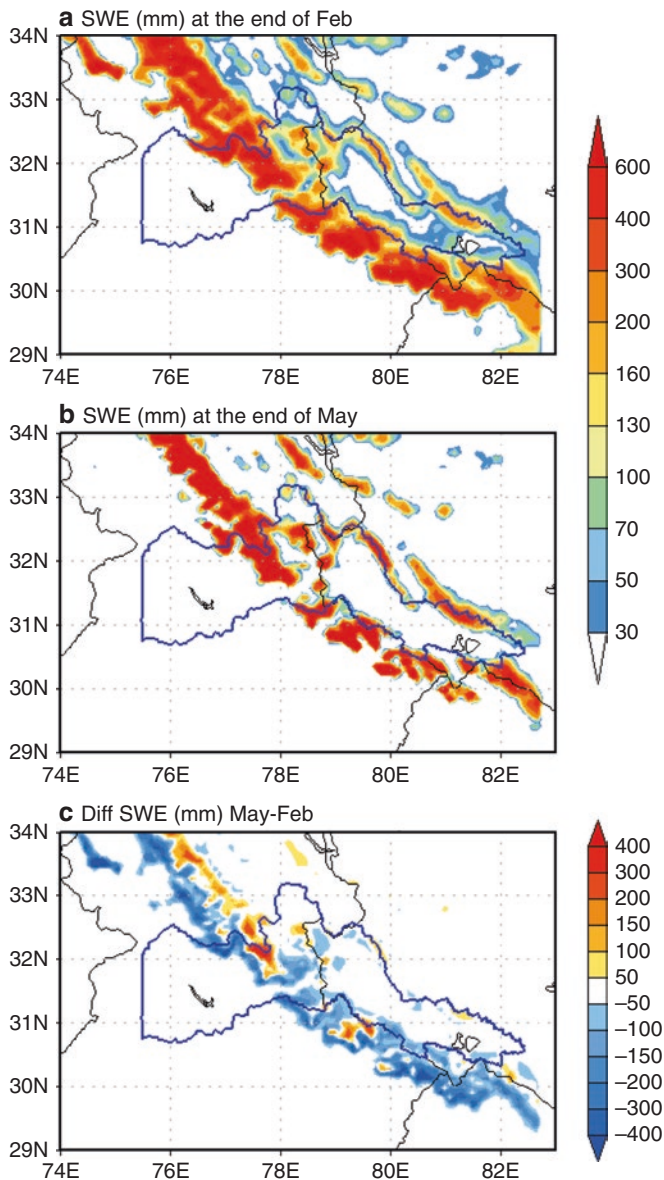 a SWE (mm) at the end of Feb
34N
33N
32N
31N
30N
29N
74E 76E 78E 80E 82E
b SWE (mm) at the end of May
34N
33N
32N
31N
30N
29N
74E 76E 78E 80E 82E
600
400
300
200
160
130
100
70
50
30
c Diff SWE (mm) May-Feb
34N
33N
32N
31N
30N
29N
74E 76E 78E 80E 82E
400
300
200
150
100
50
–50
–100
–150
–200
–300
–400